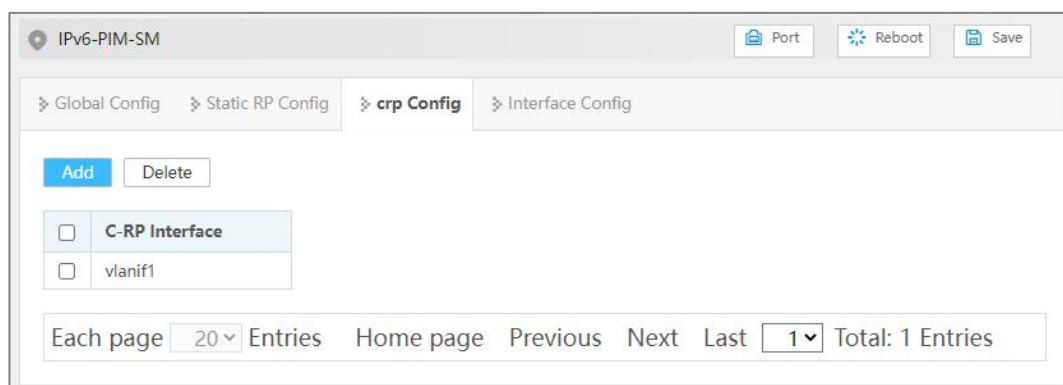 IPv6-PIM-SM Port Reboot Save
Global Config Static RP Config crp Config Interface Config
Add Delete
C-RP Interface
vlanif1
Each page 20 Entries Home page Previous Next Last 1 Total: 1 Entries